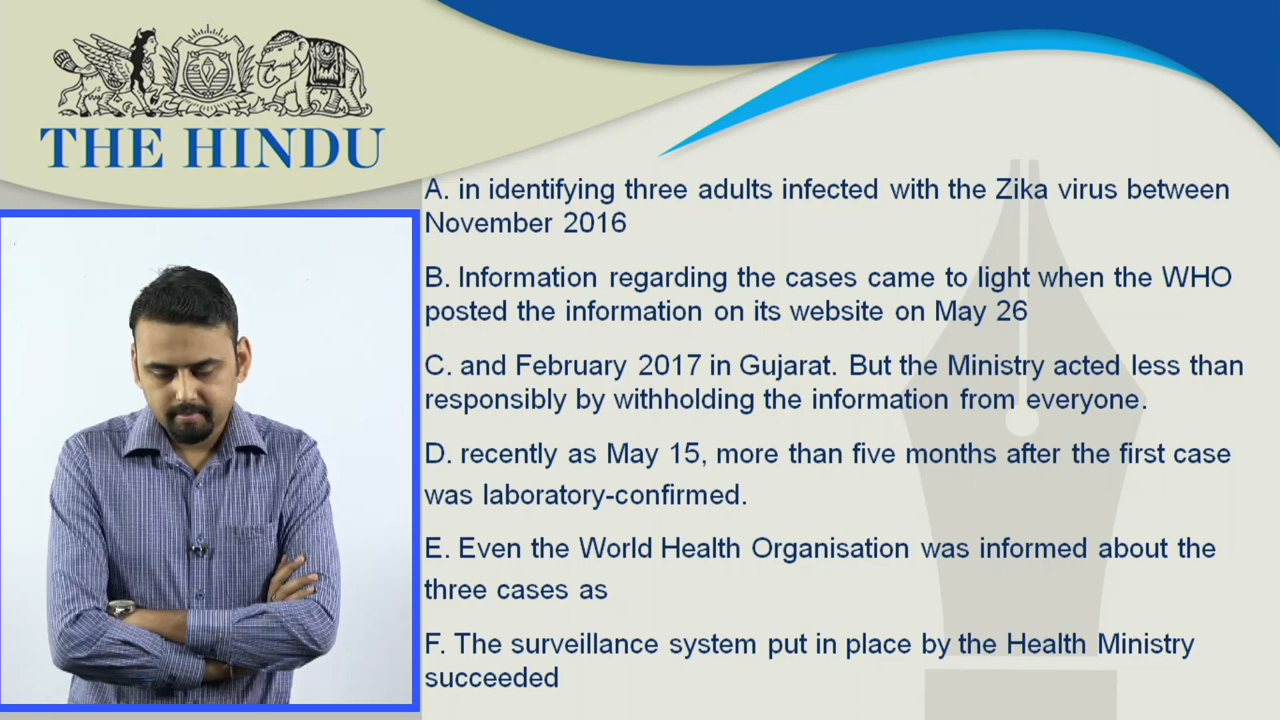 THE HINDU
A. in identifying three adults infected with the Zika virus between
November 2016
B. Information regarding the cases came to light when the WHO
posted the information on its website on May 26
C. and February 2017 in Gujarat. But the Ministry acted less than
responsibly by withholding the information from everyone.
D. recently as May 15, more than five months after the first case
was laboratory-confirmed.
E. Even the World Health Organisation was informed about the
three cases as
F. The surveillance system put in place by the Health Ministry
succeeded